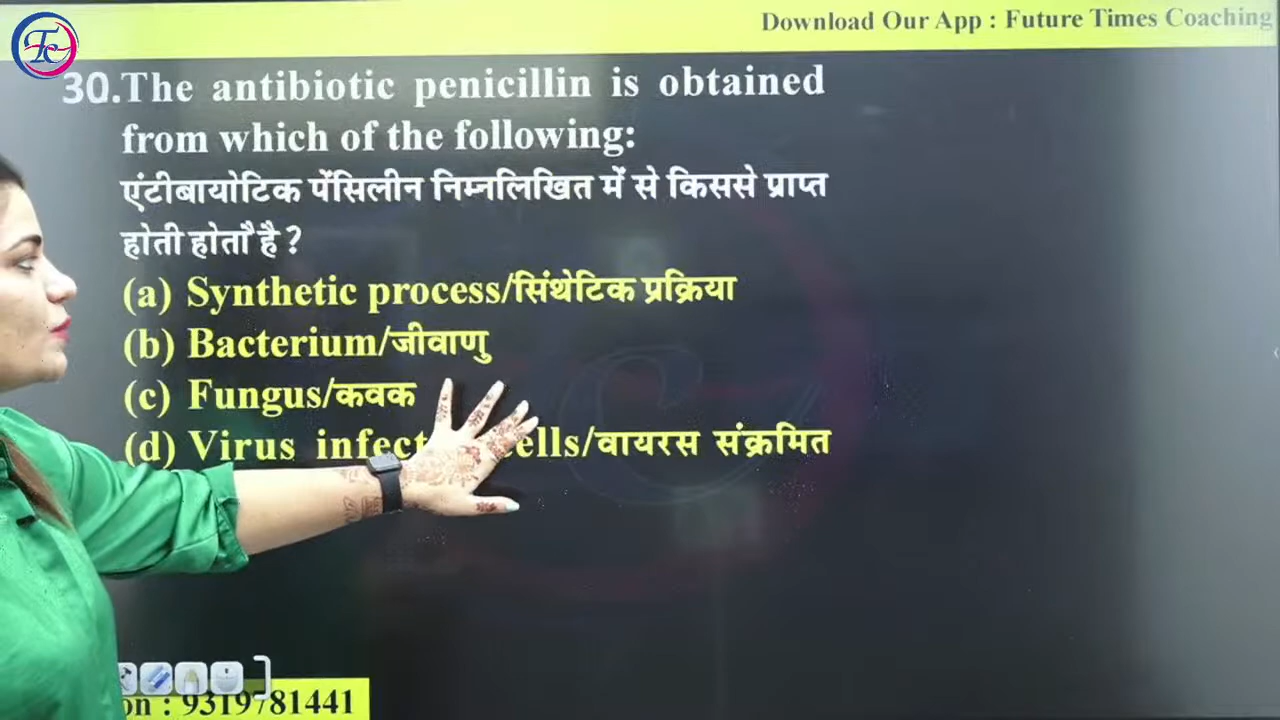 Download Our App : Future Times Coaching
Tc
30.The antibiotic penicillin is obtained
from which of the following:
एंटीबायोटिक पेंसिलीन निम्नलिखित में से किससे प्राप्त
होती होता है ?
(a) Synthetic process/सिंथेटिक प्रक्रिया
(b) Bacterium/जीवाणु
(c) Fungus/कवक
(d) Virus infect ells/वायरस संक्रमित
on : 9319781441